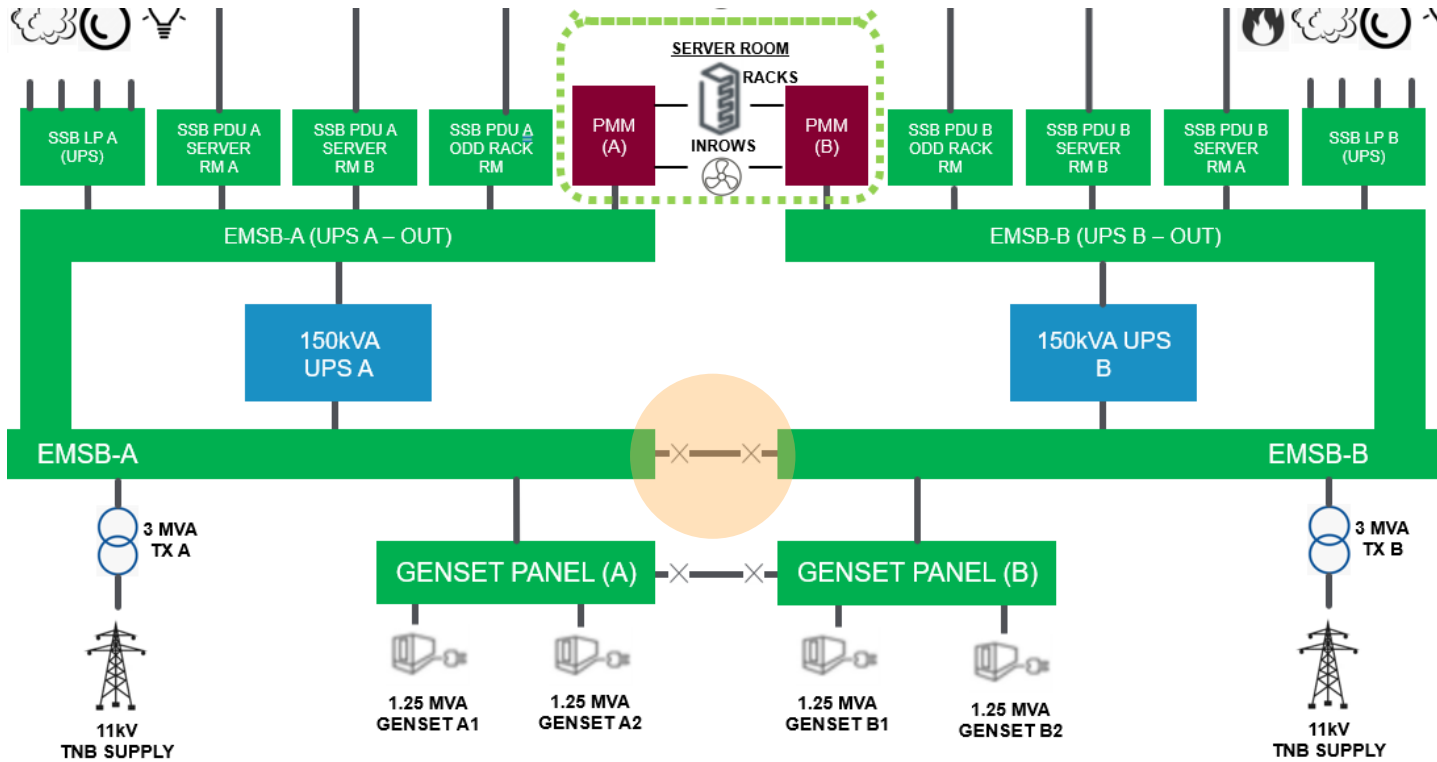 SERVER ROOM
RACKS
INROWS
SSB LP A
(UPS)
SSB PDU A
SERVER
RM A
SSB PDU A
SERVER
RM B
SSB PDU A
ODD RACK
RM
PMM
(A)
PMM
(B)
SSB PDU B
ODD RACK
RM
SSB PDU B
SERVER
RM B
SSB PDU B
SERVER
RM A
SSB LP B
(UPS)
EMSB-A (UPS A – OUT)
EMSB-B (UPS B – OUT)
150kVA
UPS A
150kVA UPS
B
EMSB-A
EMSB-B
3 MVA
TX A
3 MVA
TX B
GENSET PANEL (A)
GENSET PANEL (B)
1.25 MVA
GENSET A1
1.25 MVA
GENSET A2
1.25 MVA
GENSET B1
1.25 MVA
GENSET B2
11kV
TNB SUPPLY
11kV
TNB SUPPLY